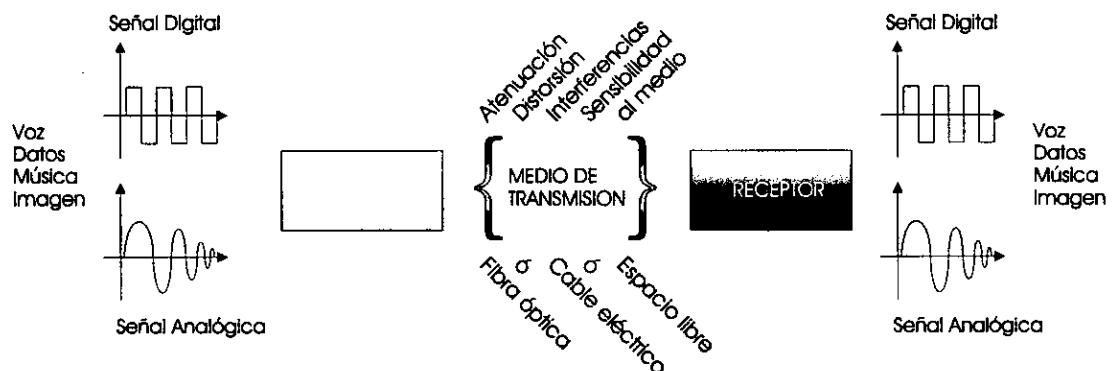 Señal Digital
Voz
Datos
Música
Imagen
Señal Analógica
Atenuación
Distorsión
Interferencias
Sensibilidad
al medio
MEDIO DE
TRANSMISION
Fibra óptica
ó
Cable eléctrico
ó
Espacio libre
RECEPTOR
Señal Digital
Voz
Datos
Música
Imagen
Señal Analógica